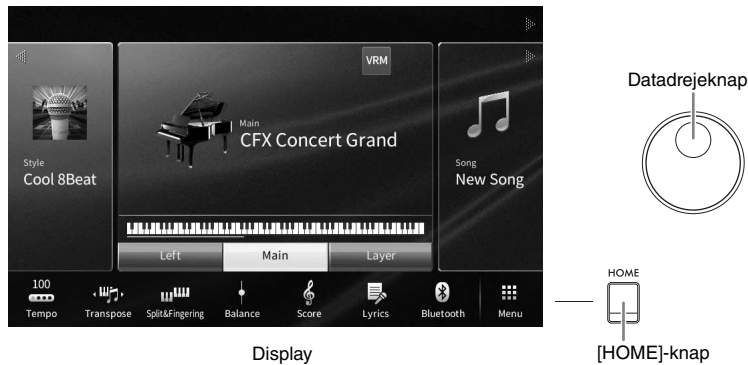 VRM
Datadrejeknap
Main
CFX Concert Grand
Style
Cool 8Beat
Song
New Song
Left
Main
Layer
100
Tempo
Transpose
Split&Fingering
Balance
Score
Lyrics
Bluetooth
Menu
HOME
Display
[HOME]-knap